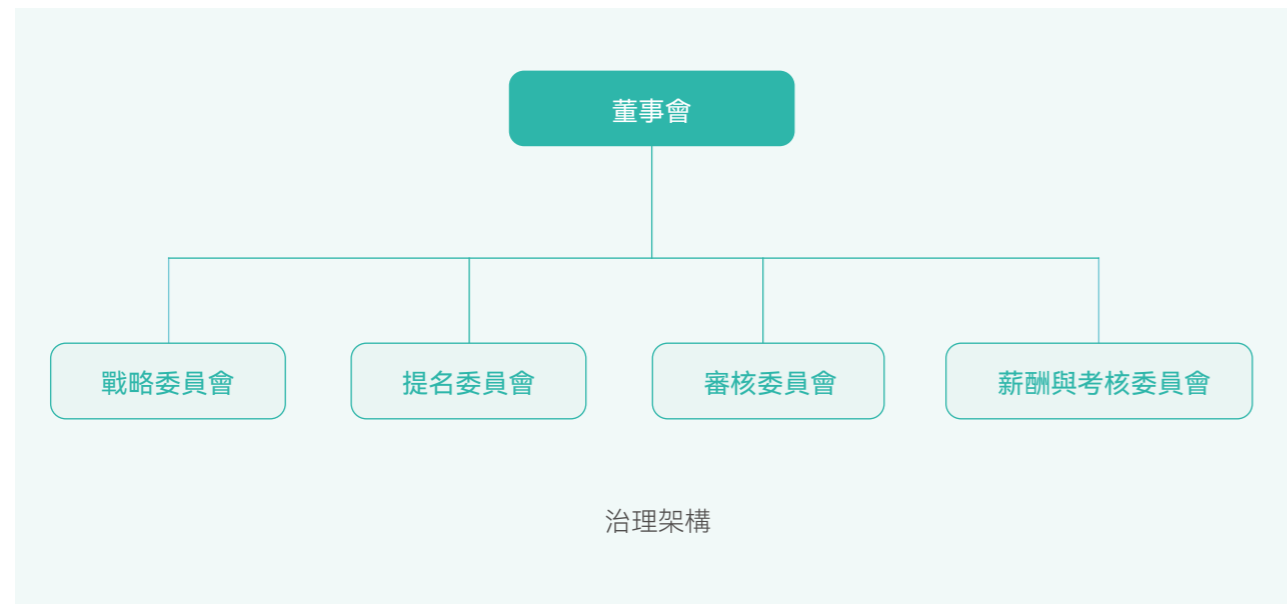 董事會
戰略委員會
提名委員會
審核委員會
薪酬與考核委員會
治理架構